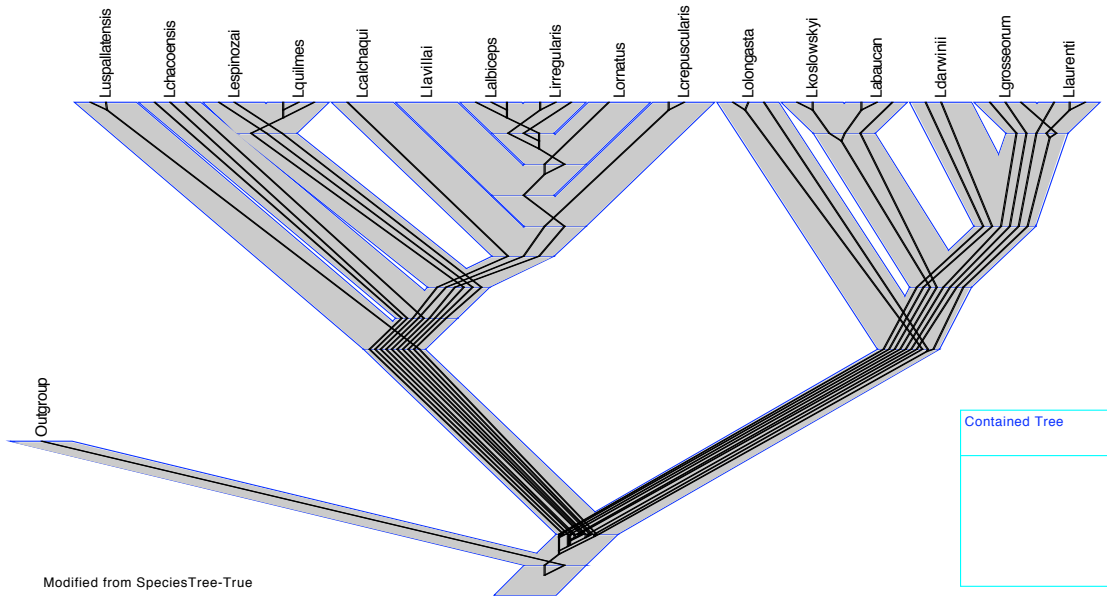 Luspallatensis
Lchacoensis
Lespinozai
Lquilmes
Lcalchaqui
Llavillai
Lalbiceps
Lirregularis
Lornatus
Lcrepuscularis
Lolongasta
Lkoslowskyi
Labaucan
Ldarwinii
Lgrosseorum
Llaurenti
Outgroup
Contained Tree
Modified from SpeciesTree-True